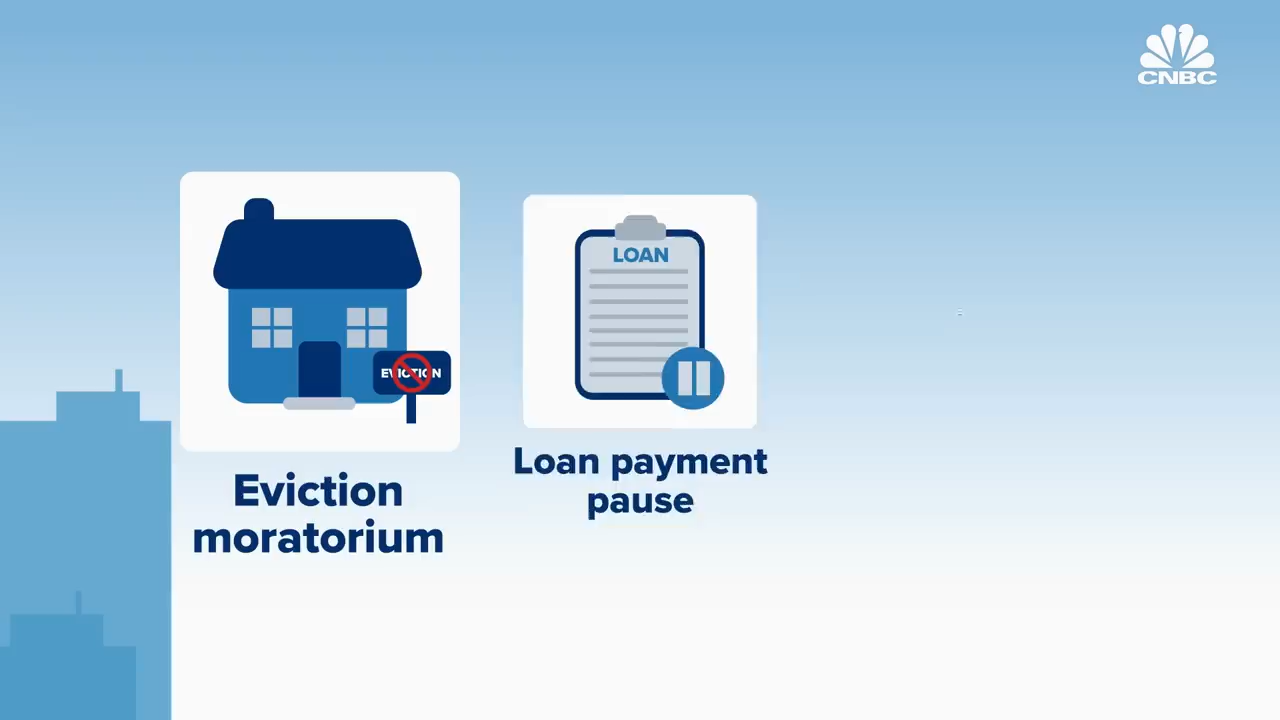 CNBC
EVICTION
LOAN
Eviction
moratorium
Loan payment
pause